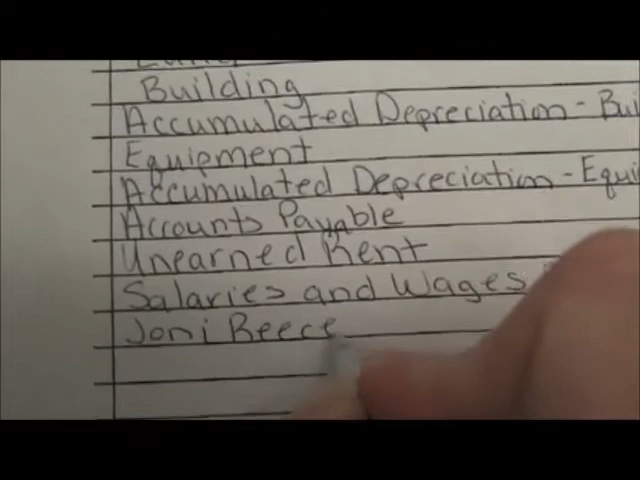 Building
Accumulated Depreciation - Bui
Equipment
Accumulated Depreciation - Equi
Accounts Payable
Unearned Rent
Salaries and Wages
Joni Reece